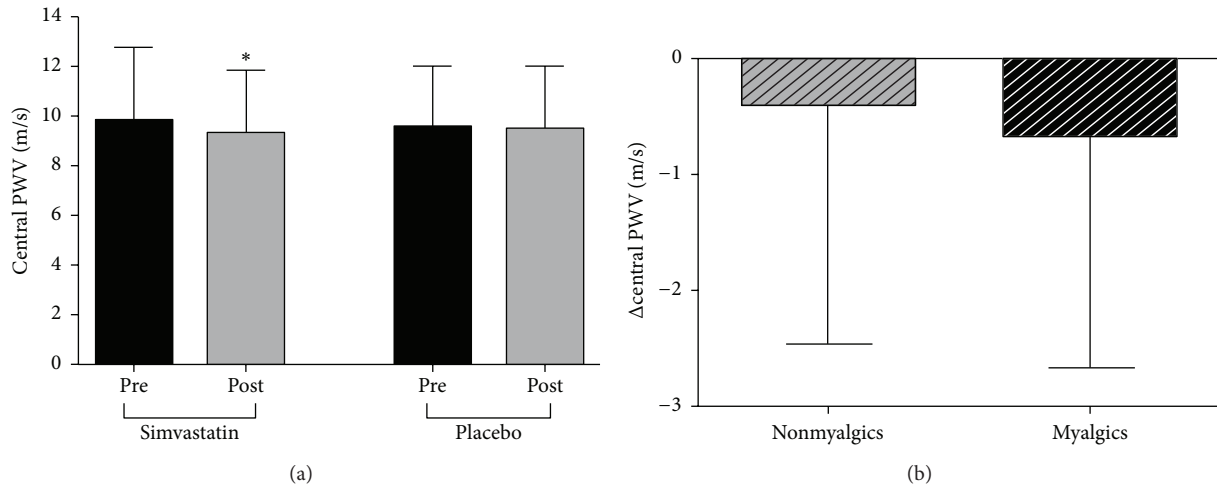 14
12
10
8
6
4
2
0
Central PWV (m/s)
*
Pre
Post
Pre
Post
Simvastatin
Placebo
(a)
0
−1
−2
−3
Δcentral PWV (m/s)
Nonmyalgics
Myalgics
(b)